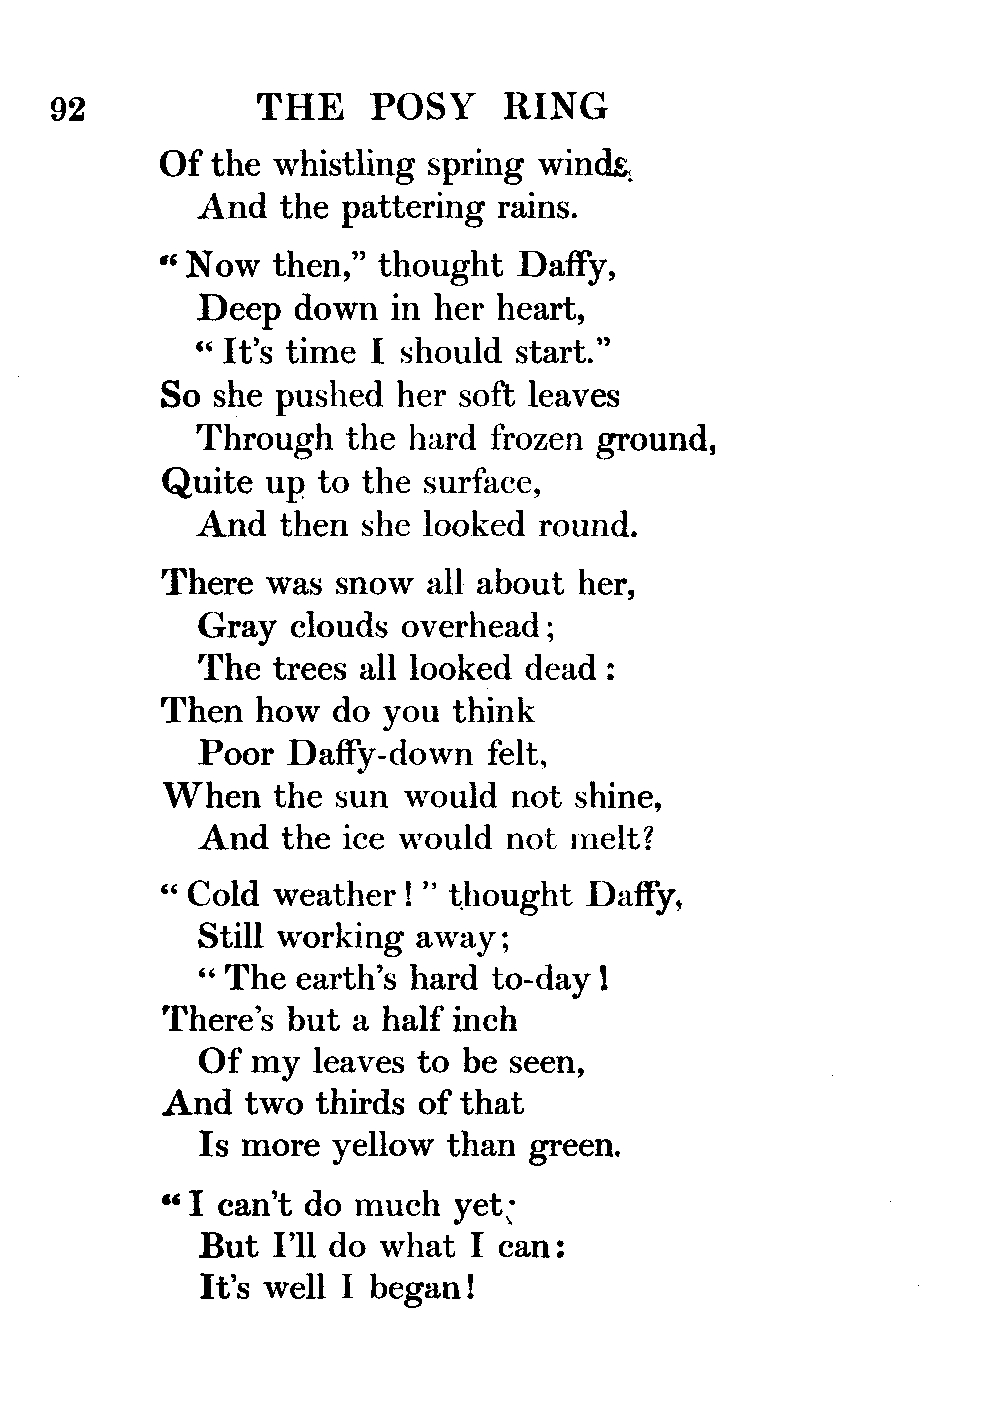 92 THE POSY RING
Of the whistling spring winds,
And the pattering rains.
“Now then,” thought Daffy,
Deep down in her heart,
“It’s time I should start.”
So she pushed her soft leaves
Through the hard frozen ground,
Quite up to the surface,
And then she looked round.
There was snow all about her,
Gray clouds overhead;
The trees all looked dead:
Then how do you think
Poor Daffy-down felt,
When the sun would not shine,
And the ice would not melt?
“Cold weather!” thought Daffy,
Still working away;
“The earth’s hard to-day!
There’s but a half inch
Of my leaves to be seen,
And two thirds of that
Is more yellow than green.
“I can’t do much yet;
But I’ll do what I can:
It’s well I began!